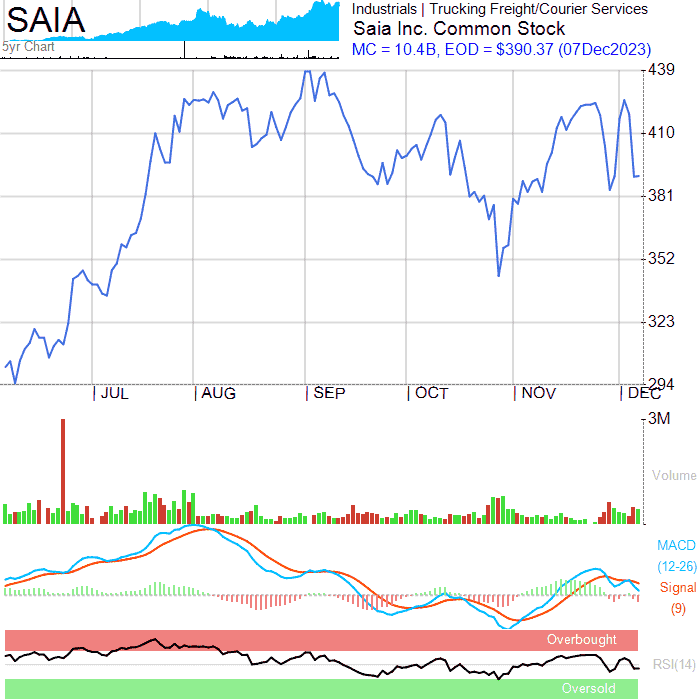 SAIA
5yr Chart
Industrials | Trucking Freight/Courier Services
Saia Inc. Common Stock
MC = 10.4B, EOD = $390.37 (07Dec2023)
439
410
381
352
323
294
JUL AUG SEP OCT NOV DEC
3M
Volume
MACD
(12-26)
Signal
(9)
Overbought
RSI(14)
Oversold